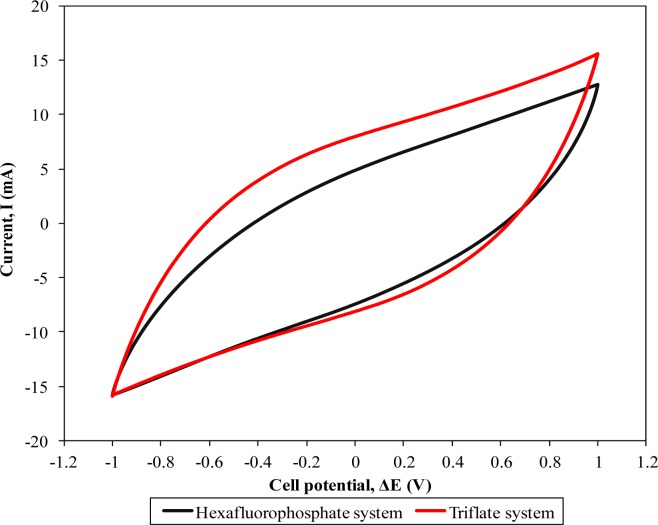 20
15
10
5
0
-5
-10
-15
-20
Current, I (mA)
-1.2 -1 -0.8 -0.6 -0.4 -0.2 0 0.2 0.4 0.6 0.8 1 1.2
Cell potential, ΔE (V)
Hexafluorophosphate system Triflate system